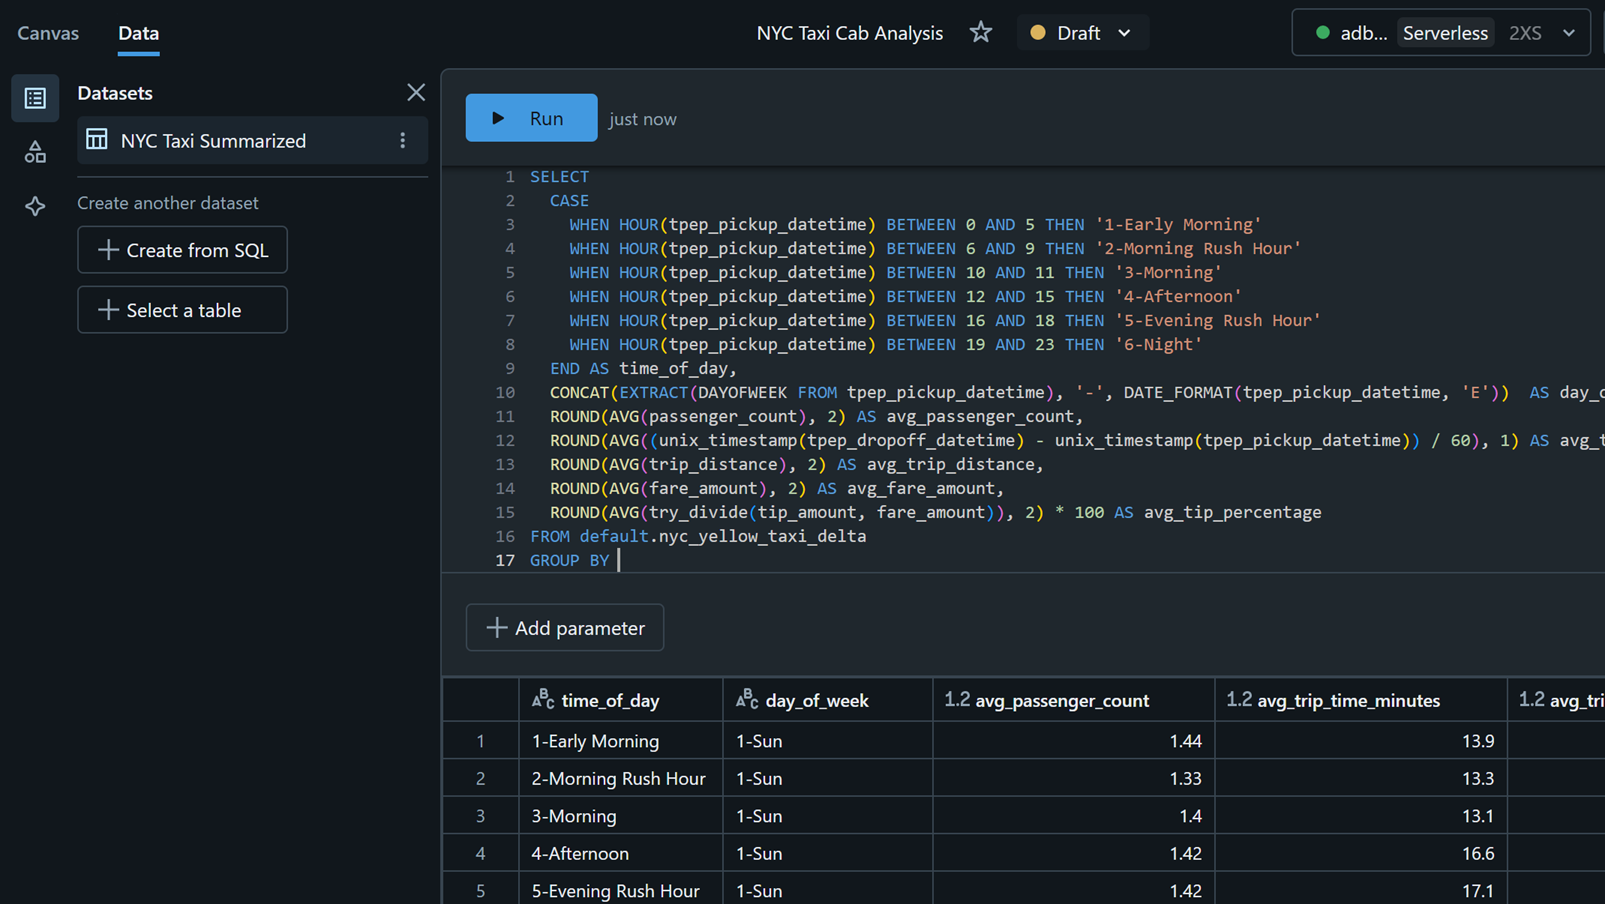 Canvas
Data
NYC Taxi Cab Analysis
Draft
adb... Serverless 2XS
Datasets
NYC Taxi Summarized
Create another dataset
Create from SQL
Select a table
Run just now
1 SELECT
2 CASE
3 WHEN HOUR(tpep_pickup_datetime) BETWEEN 0 AND 5 THEN '1-Early Morning'
4 WHEN HOUR(tpep_pickup_datetime) BETWEEN 6 AND 9 THEN '2-Morning Rush Hour'
5 WHEN HOUR(tpep_pickup_datetime) BETWEEN 10 AND 11 THEN '3-Morning'
6 WHEN HOUR(tpep_pickup_datetime) BETWEEN 12 AND 15 THEN '4-Afternoon'
7 WHEN HOUR(tpep_pickup_datetime) BETWEEN 16 AND 18 THEN '5-Evening Rush Hour'
8 WHEN HOUR(tpep_pickup_datetime) BETWEEN 19 AND 23 THEN '6-Night'
9 END AS time_of_day,
10 CONCAT(EXTRACT(DAYOFWEEK FROM tpep_pickup_datetime), '-', DATE_FORMAT(tpep_pickup_datetime, 'E')) AS day_
11 ROUND(AVG(passenger_count), 2) AS avg_passenger_count,
12 ROUND(AVG((unix_timestamp(tpep_dropoff_datetime) - unix_timestamp(tpep_pickup_datetime)) / 60), 1) AS avg_
13 ROUND(AVG(trip_distance), 2) AS avg_trip_distance,
14 ROUND(AVG(fare_amount), 2) AS avg_fare_amount,
15 ROUND(AVG(try_divide(tip_amount, fare_amount)), 2) * 100 AS avg_tip_percentage
16 FROM default.nyc_yellow_taxi_delta
17 GROUP BY
Add parameter
ABC time_of_day ABC day_of_week 1.2 avg_passenger_count 1.2 avg_trip_time_minutes 1.2 avg_tri
1 1-Early Morning 1-Sun 1.44 13.9
2 2-Morning Rush Hour 1-Sun 1.33 13.3
3 3-Morning 1-Sun 1.4 13.1
4 4-Afternoon 1-Sun 1.42 16.6
5 5-Evening Rush Hour 1-Sun 1.42 17.1